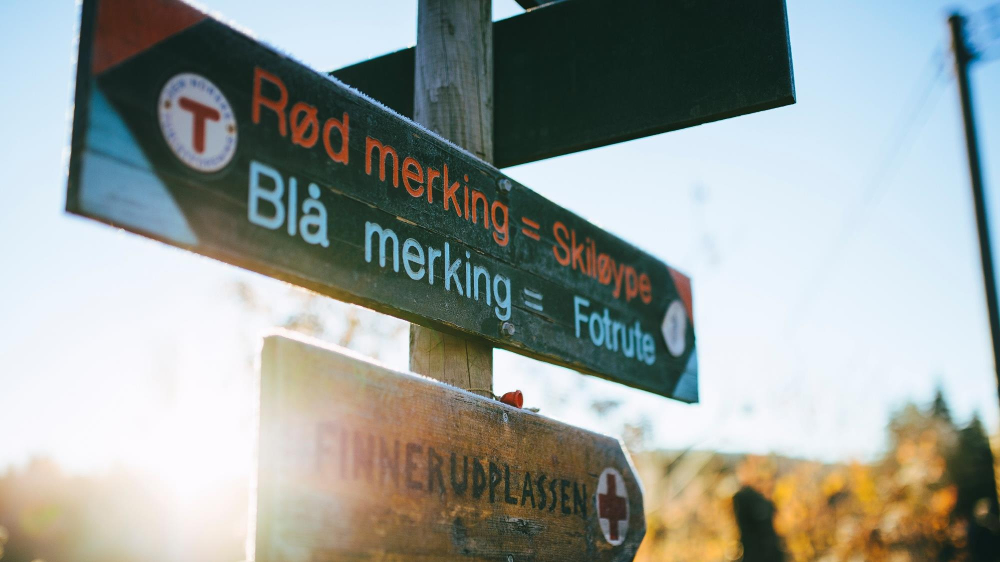 T
Rød merking = Skiløype
Blå merking = Fotrute
FINNERUDPLASSEN